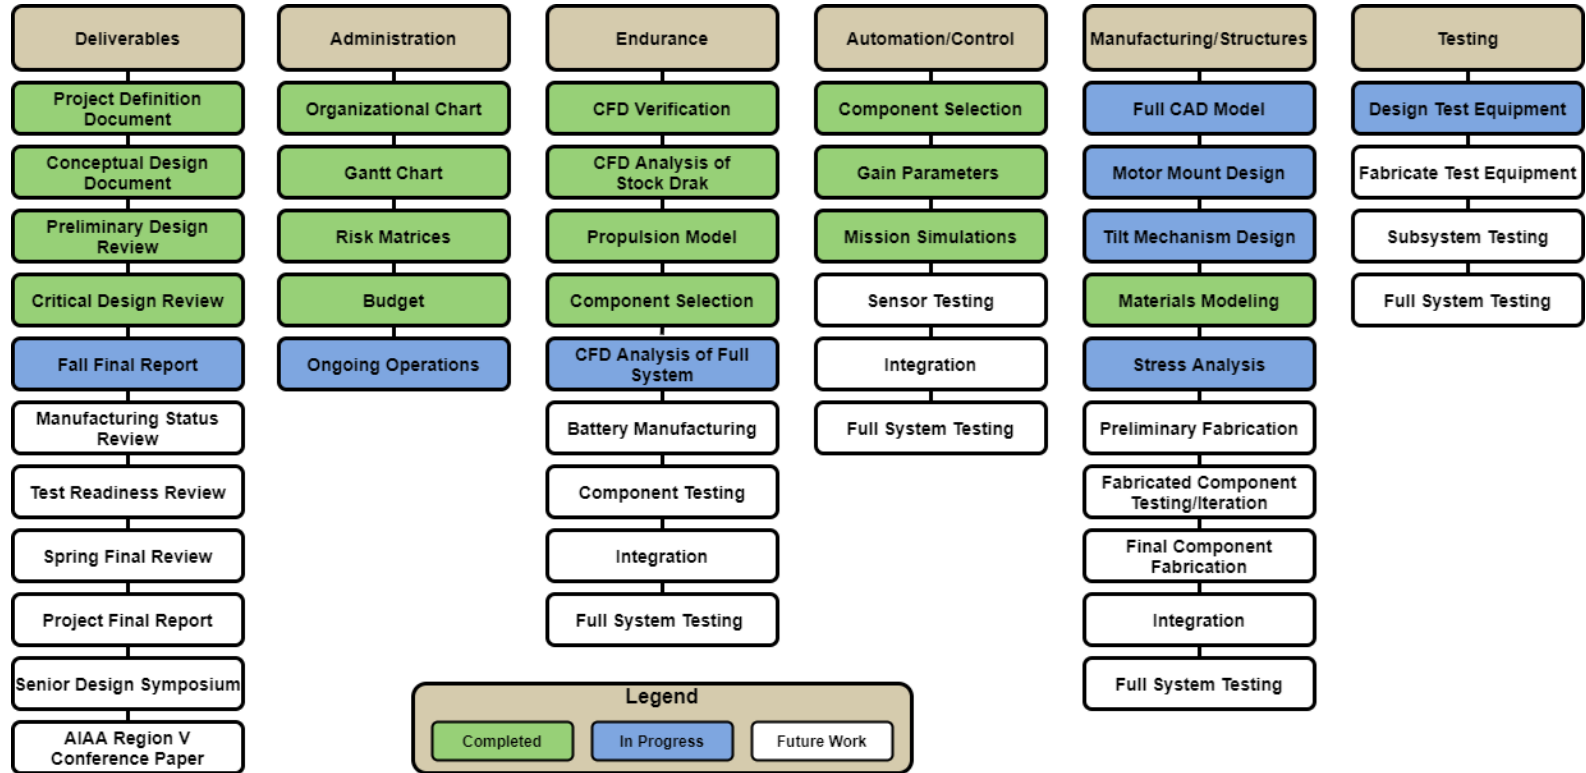 Deliverables
Project Definition
Document
Conceptual Design
Document
Preliminary Design
Review
Critical Design Review
Fall Final Report
Manufacturing Status
Review
Test Readiness Review
Spring Final Review
Project Final Report
Senior Design Symposium
AIAA Region V
Conference Paper
Administration
Organizational Chart
Gantt Chart
Risk Matrices
Budget
Ongoing Operations
Endurance
CFD Verification
CFD Analysis of
Stock Drak
Propulsion Model
Component Selection
CFD Analysis of Full
System
Battery Manufacturing
Component Testing
Integration
Full System Testing
Automation/Control
Component Selection
Gain Parameters
Mission Simulations
Sensor Testing
Integration
Full System Testing
Manufacturing/Structures
Full CAD Model
Motor Mount Design
Tilt Mechanism Design
Materials Modeling
Stress Analysis
Preliminary Fabrication
Fabricated Component
Testing/Iteration
Final Component
Fabrication
Integration
Full System Testing
Testing
Design Test Equipment
Fabricate Test Equipment
Subsystem Testing
Full System Testing
Legend
Completed
In Progress
Future Work